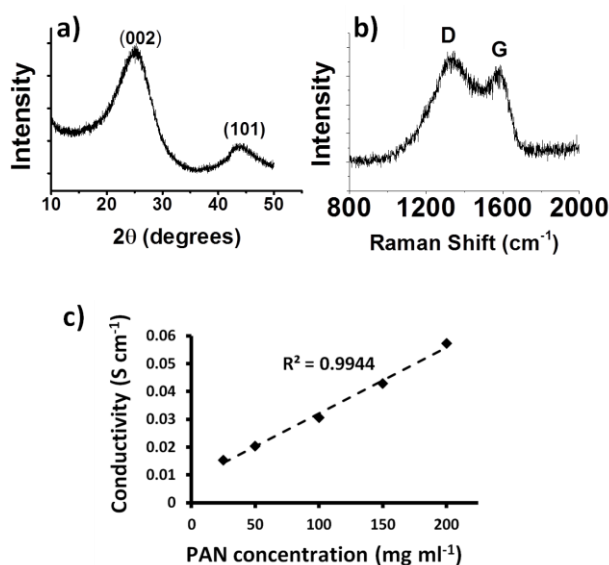 a)
(002)
(101)
Intensity
10 20 30 40 50
2θ (degrees)
b)
D G
Intensity
800 1200 1600 2000
Raman Shift (cm⁻¹)
c)
Conductivity (S cm⁻¹)
0.06
0.05
0.04
0.03
0.02
0.01
0
R² = 0.9944
0 50 100 150 200
PAN concentration (mg ml⁻¹)